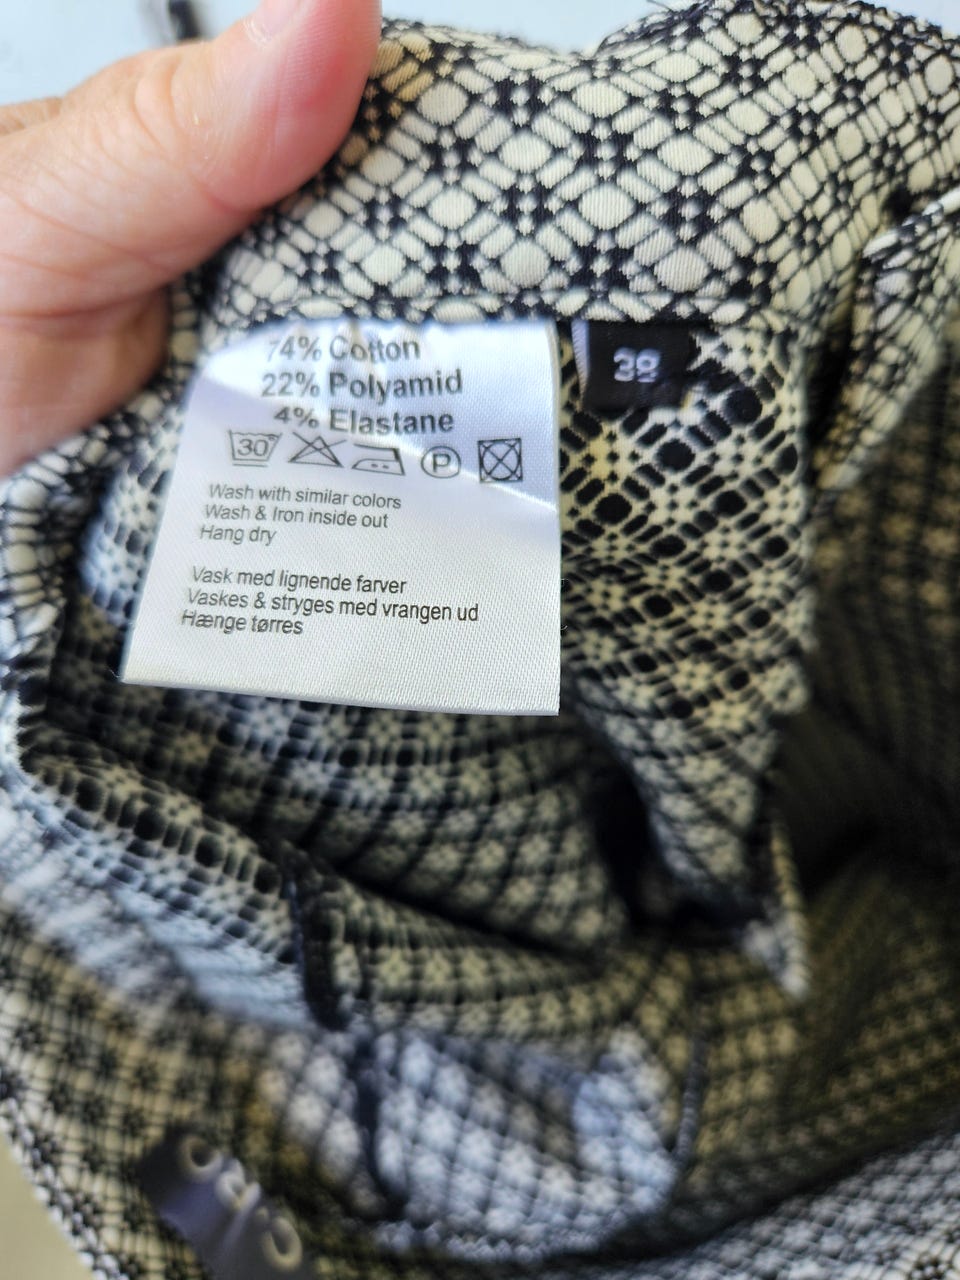 74% Cotton
22% Polyamid
4% Elastane
30° P
Wash with similar colors
Wash & Iron inside out
Hang dry
Vask med lignende farver
Vaskes & stryges med vrangen ud
Hænge tørres
38